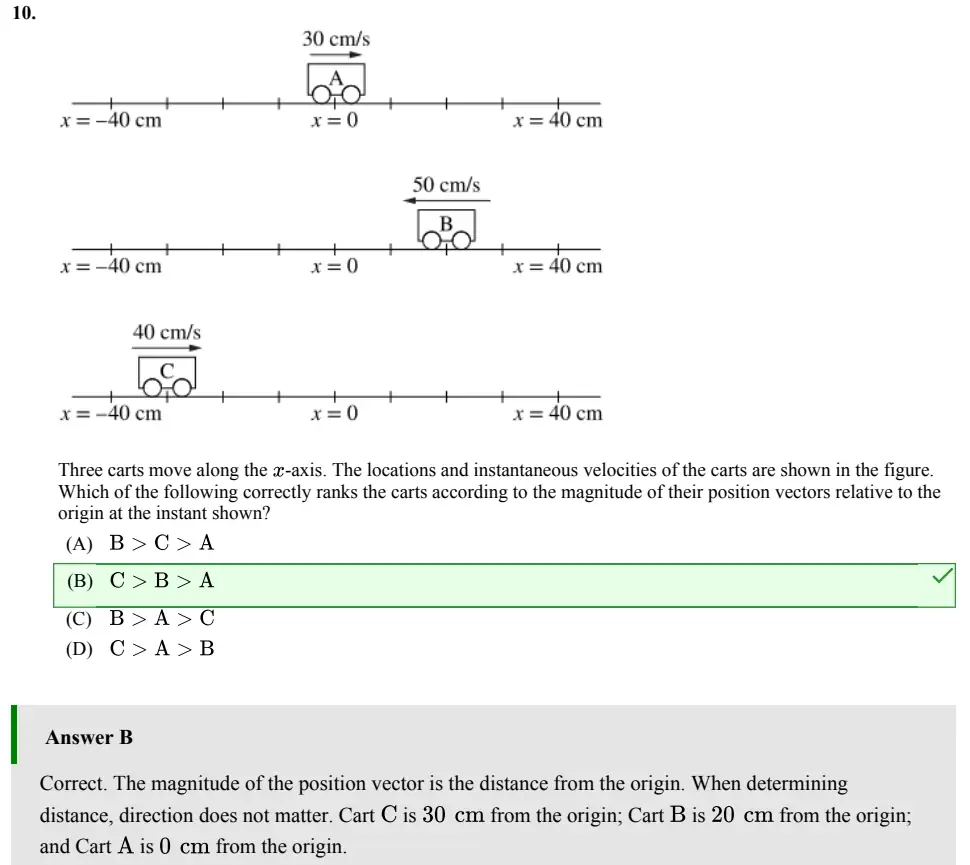 10.
30 cm/s
A
x = –40 cm x = 0 x = 40 cm
50 cm/s
B
x = –40 cm x = 0 x = 40 cm
40 cm/s
C
x = –40 cm x = 0 x = 40 cm
Three carts move along the x-axis. The locations and instantaneous velocities of the carts are shown in the figure.
Which of the following correctly ranks the carts according to the magnitude of their position vectors relative to the
origin at the instant shown?
(A) B > C > A
(B) C > B > A
(C) B > A > C
(D) C > A > B
Answer B
Correct. The magnitude of the position vector is the distance from the origin. When determining
distance, direction does not matter. Cart C is 30 cm from the origin; Cart B is 20 cm from the origin;
and Cart A is 0 cm from the origin.